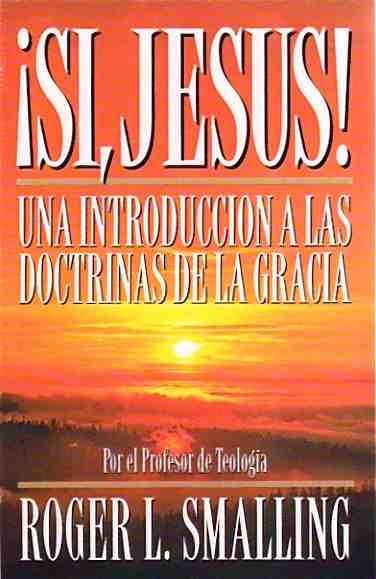 ¡SI, JESUS!
UNA INTRODUCCION A LAS
DOCTRINAS DE LA GRACIA
Por el Profesor de Teología
ROGER L. SMALLING